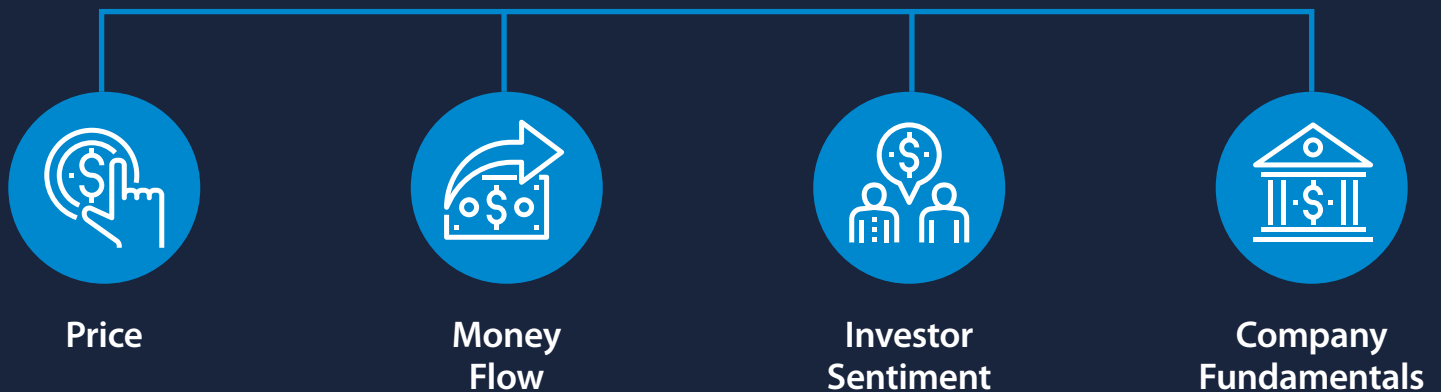 Price
Money
Flow
Investor
Sentiment
Company
Fundamentals